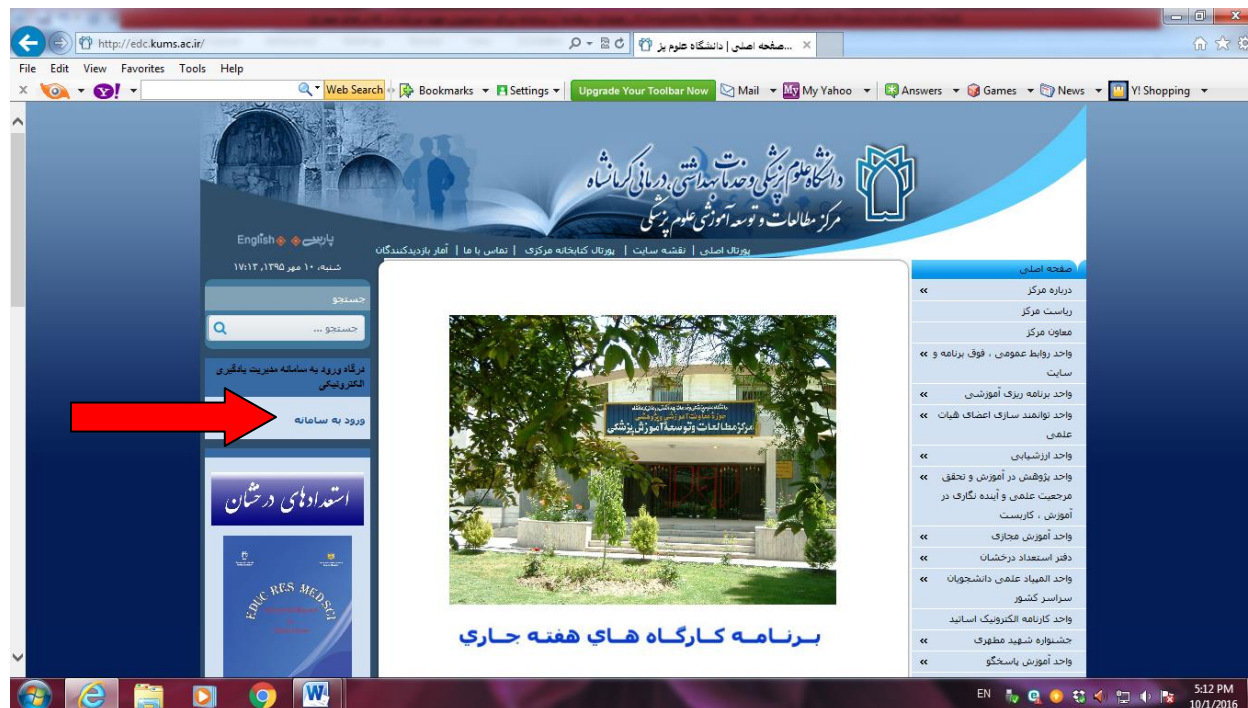 http://edc.kums.ac.ir/
صفحه اصلی | دانشگاه علوم پز...
File Edit View Favorites Tools Help
Web Search Bookmarks Settings Upgrade Your Toolbar Now Mail My Yahoo Answers Games News Y! Shopping
دانشگاه علوم پزشکی و خدمات بهداشتی، درمانی کرمانشاه
مرکز مطالعات و توسعه آموزش علوم پزشکی
پارسی English
پورتال اصلی | نقشه سایت | پورتال کتابخانه مرکزی | تماس با ما | آمار بازدیدکنندگان
شنبه، ۱۰ مهر ۱۳۹۵، ۱۷:۱۳
صفحه اصلی
درباره مرکز »
ریاست مرکز
معاون مرکز
واحد روابط عمومی ، فوق برنامه و »
سایت
واحد برنامه ریزی آموزشی »
واحد توانمند سازی اعضای هیات »
علمی
واحد ارزشیابی »
واحد پژوهش در آموزش و تحقق »
مرجعیت علمی و آینده نگاری در
آموزش ، کاربست
واحد آموزش مجازی »
دفتر استعداد درخشان »
واحد المپیاد علمی دانشجویان »
سراسر کشور
واحد کارنامه الکترونیک اساتید
جشنواره شهید مطهری »
واحد آموزش پاسخگو »
مرکز مطالعات وتوسعه آموزش پزشکی
برنامه کارگاه هاي هفته جاري
جستجو
جستجو ...
درگاه ورود به سامانه مدیریت یادگیری
الکترونیکی
ورود به سامانه
استعدادهای درخشان
EDUC RES MEDSCI
EN 5:12 PM
10/1/2016